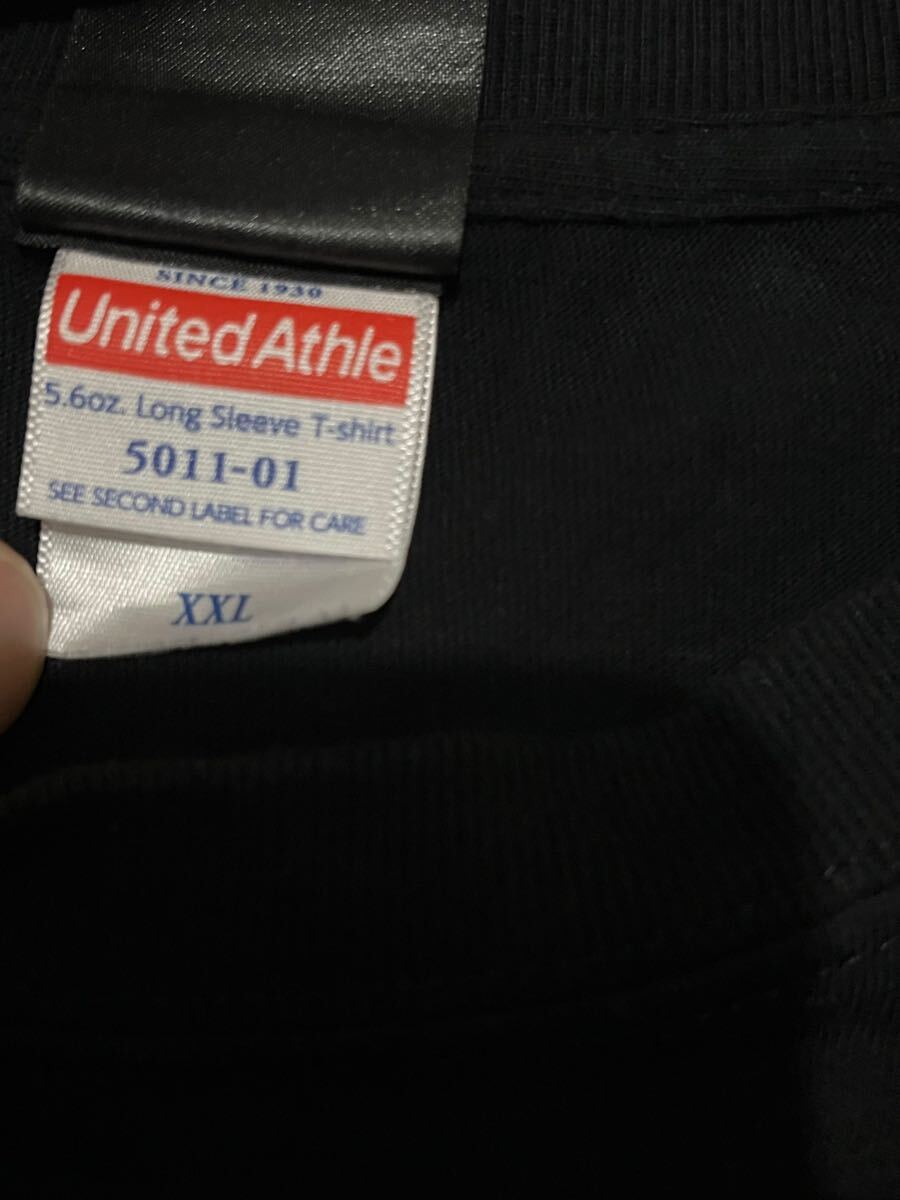 SINCE 1930
United Athle
5.6oz. Long Sleeve T-shirt
5011-01
SEE SECOND LABEL FOR CARE
XXL